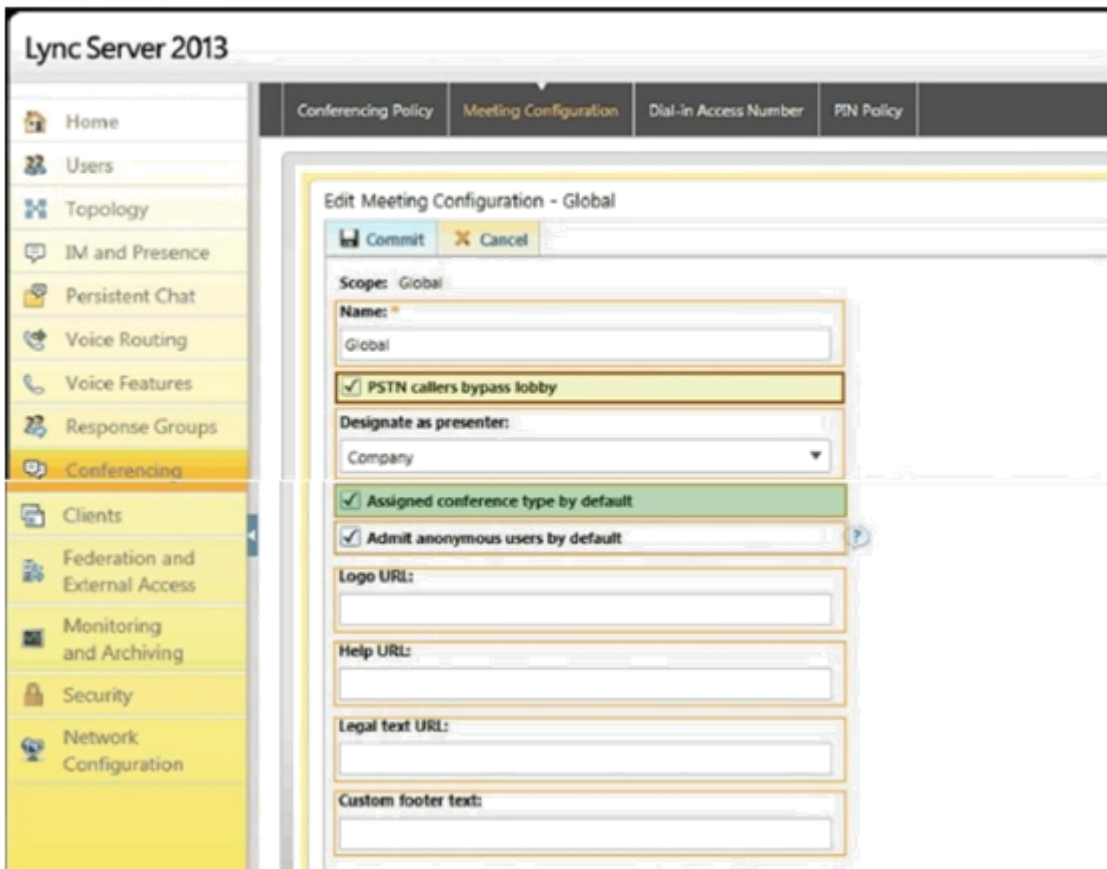 Lync Server 2013
Home
Users
Topology
IM and Presence
Persistent Chat
Voice Routing
Voice Features
Response Groups
Conferencing
Clients
Federation and
External Access
Monitoring
and Archiving
Security
Network
Configuration
Conferencing Policy
Meeting Configuration
Dial-in Access Number
PIN Policy
Edit Meeting Configuration - Global
Commit
Cancel
Scope: Global
Name: *
Global
PSTN callers bypass lobby
Designate as presenter:
Company
Assigned conference type by default
Admit anonymous users by default
?
Logo URL:
Help URL:
Legal text URL:
Custom footer text: